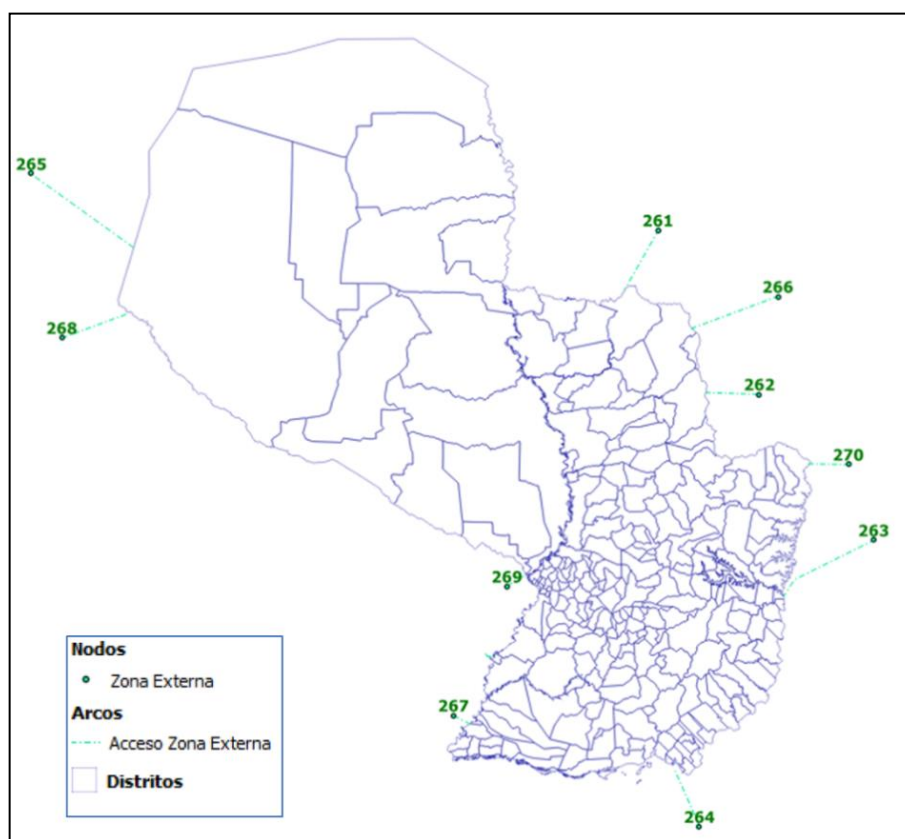 265
261
266
268
262
270
263
269
267
264
Nodos
Zona Externa
Arcos
Acceso Zona Externa
Distritos